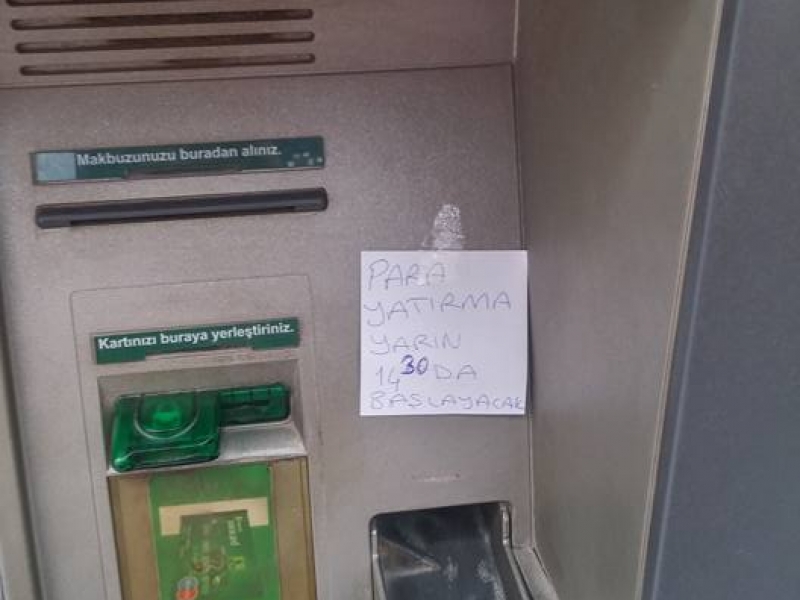 Makbuzunuzu buradan alınız.
PARA
YATIRMA
YARIN
14 30 DA
BAŞLAYACAK
Kartınızı buraya yerleştiriniz.